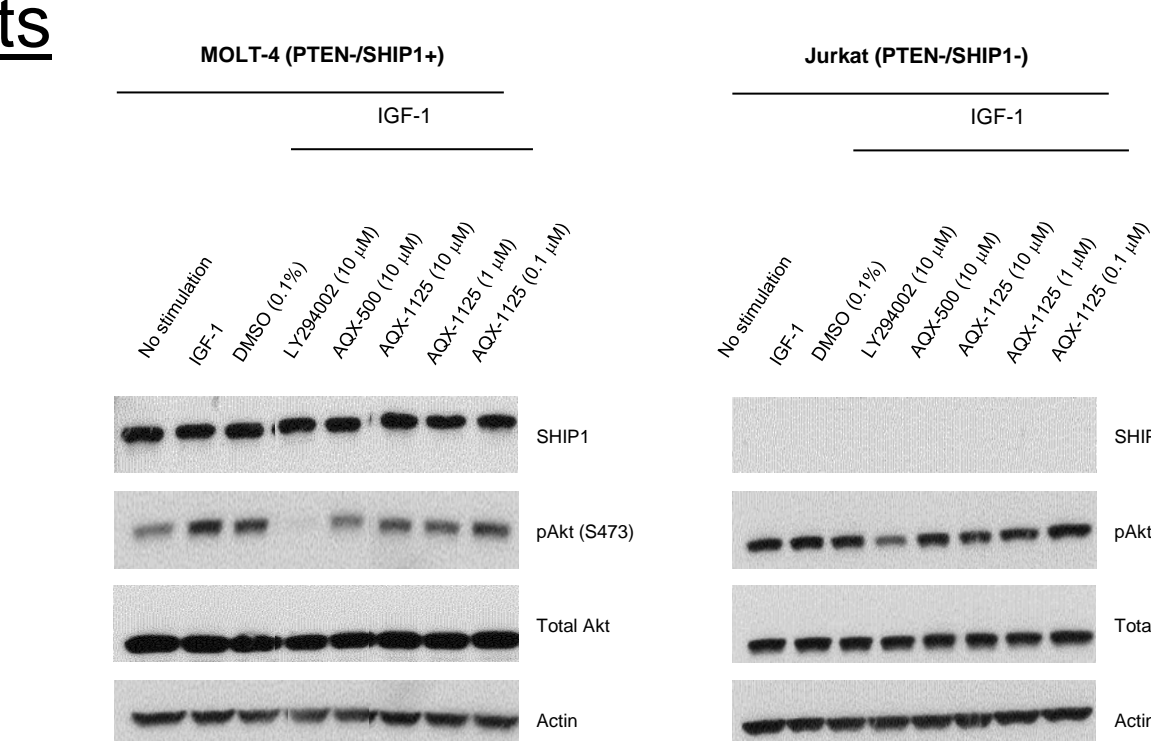 ts
MOLT-4 (PTEN-/SHIP1+)
IGF-1
No stimulation
IGF-1
DMSO (0.1%)
LY294002 (10 μM)
AQX-500 (10 μM)
AQX-1125 (10 μM)
AQX-1125 (1 μM)
AQX-1125 (0.1 μM)
SHIP1
pAkt (S473)
Total Akt
Actin
Jurkat (PTEN-/SHIP1-)
IGF-1
No stimulation
IGF-1
DMSO (0.1%)
LY294002 (10 μM)
AQX-500 (10 μM)
AQX-1125 (10 μM)
AQX-1125 (1 μM)
AQX-1125 (0.1 μM)
SHIP
pAkt
Tota
Actin